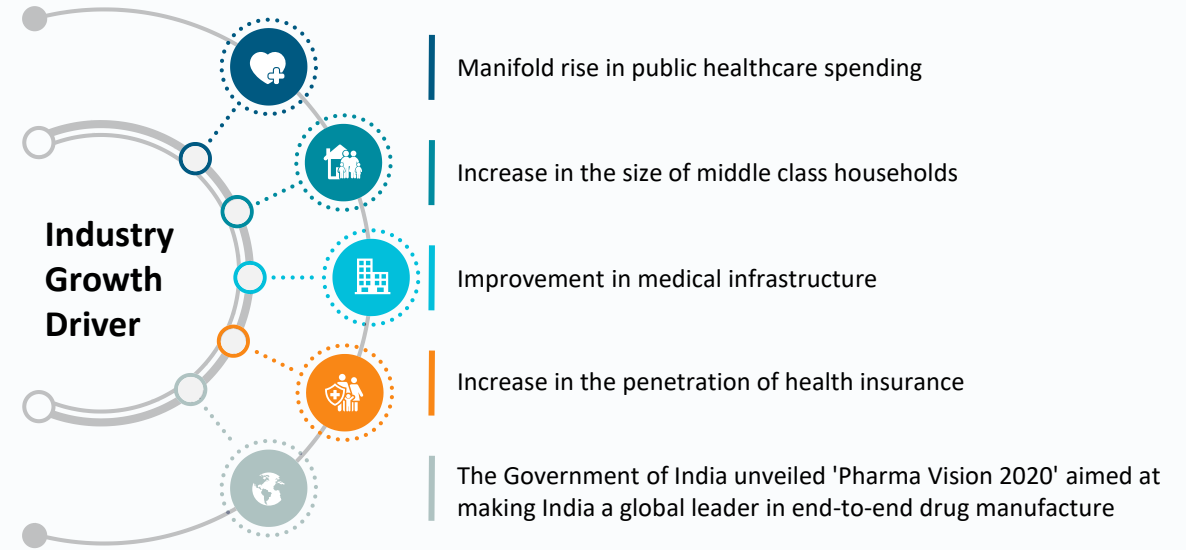 Industry
Growth
Driver
Manifold rise in public healthcare spending
Increase in the size of middle class households
Improvement in medical infrastructure
Increase in the penetration of health insurance
The Government of India unveiled 'Pharma Vision 2020' aimed at
making India a global leader in end-to-end drug manufacture